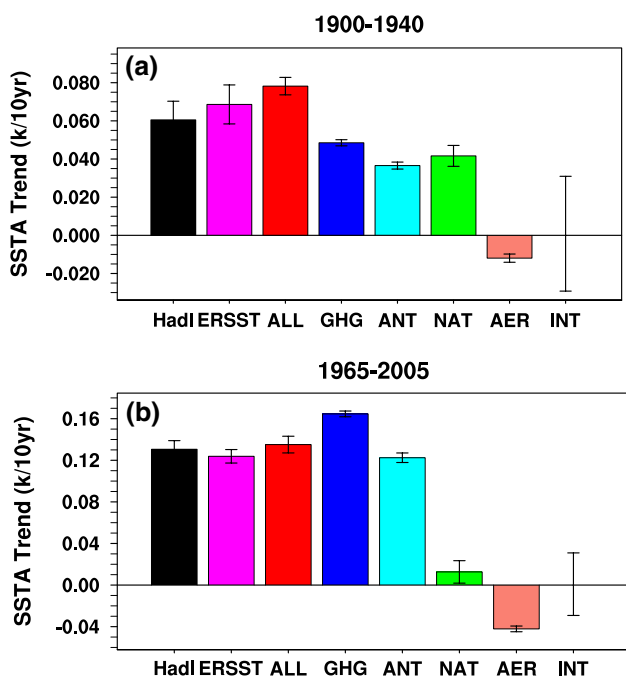 1900-1940
(a)
SSTA Trend (k/10yr)
0.080
0.060
0.040
0.020
0.000
-0.020
HadI ERSST ALL GHG ANT NAT AER INT
1965-2005
(b)
SSTA Trend (k/10yr)
0.16
0.12
0.08
0.04
0.00
-0.04
HadI ERSST ALL GHG ANT NAT AER INT